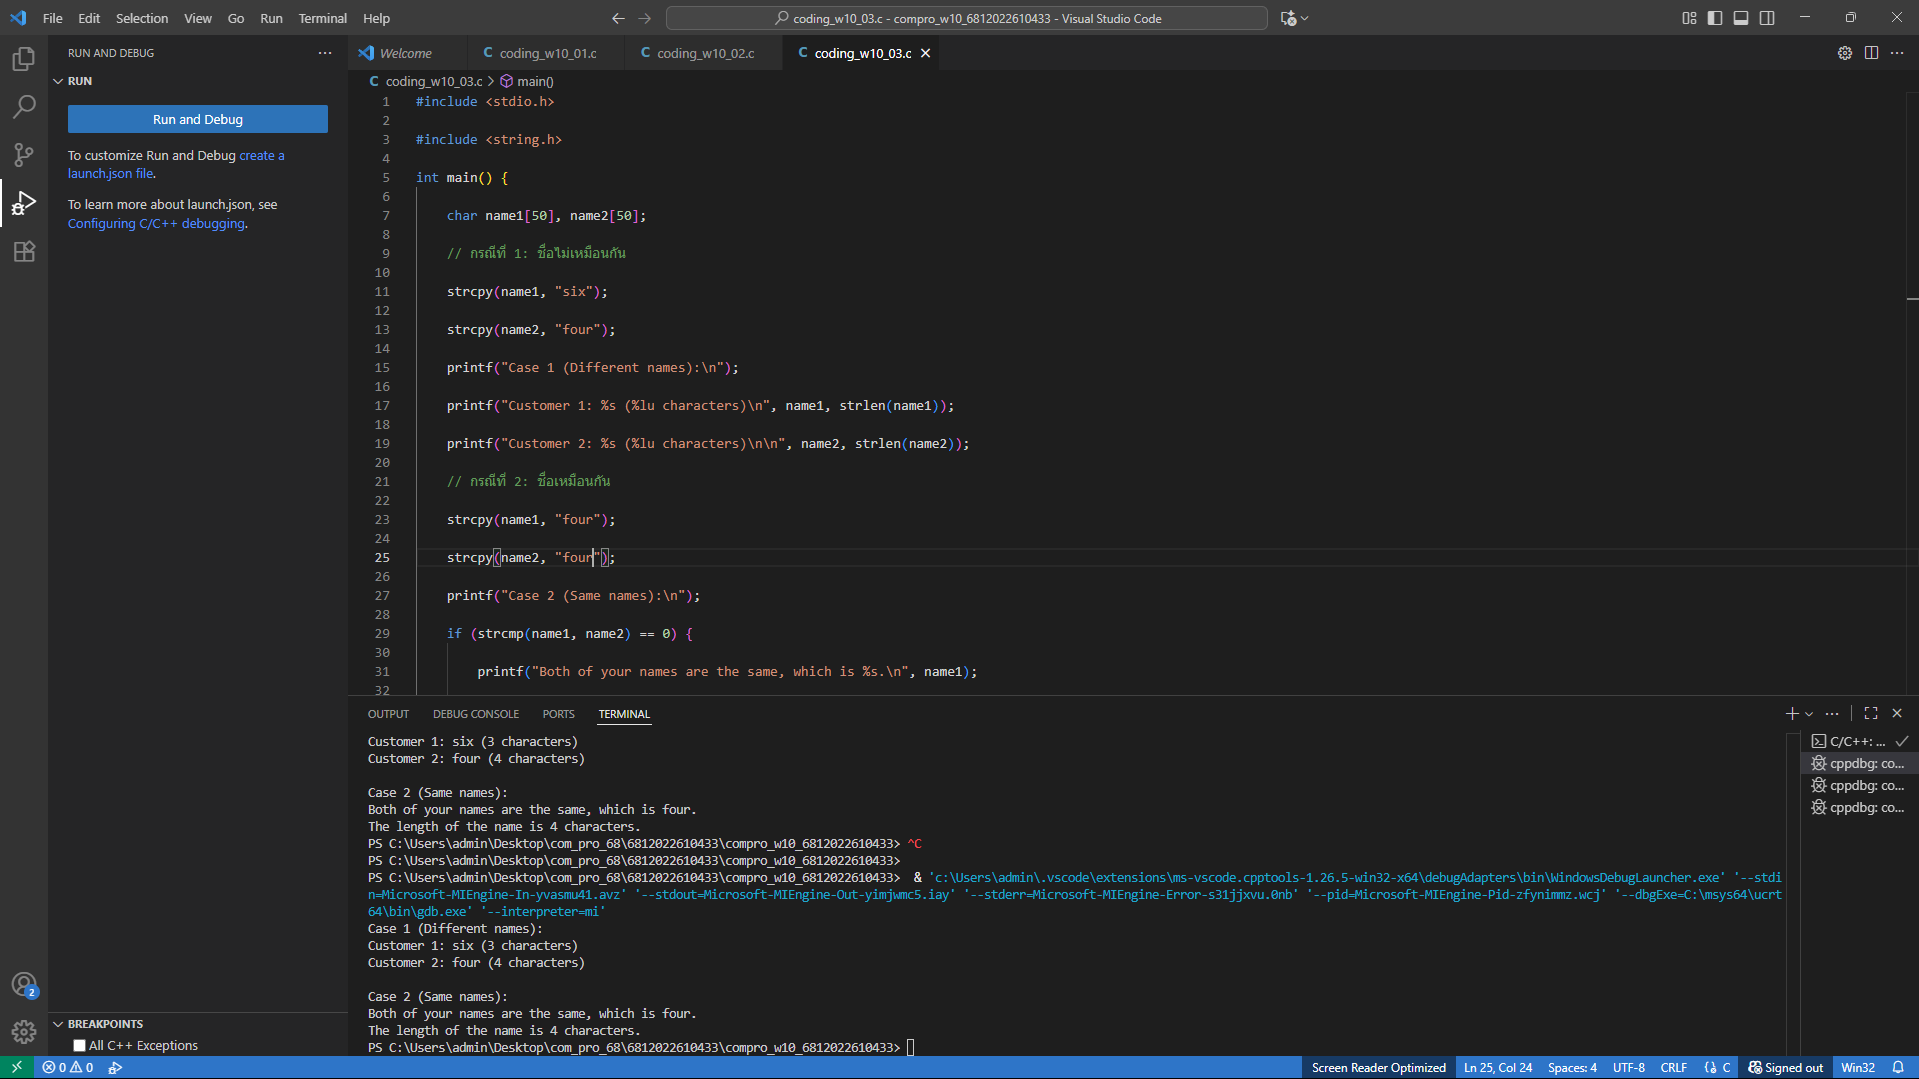 File Edit Selection View Go Run Terminal Help
coding_w10_03.c - compro_w10_6812022610433 - Visual Studio Code
RUN AND DEBUG
RUN
Run and Debug
To customize Run and Debug create a
launch.json file.
To learn more about launch.json, see
Configuring C/C++ debugging.
Welcome
C coding_w10_01.c
C coding_w10_02.c
C coding_w10_03.c
C coding_w10_03.c > main()
1 #include <stdio.h>
2
3 #include <string.h>
4
5 int main() {
6
7 char name1[50], name2[50];
8
9 // กรณีที่ 1: ชื่อไม่เหมือนกัน
10
11 strcpy(name1, "six");
12
13 strcpy(name2, "four");
14
15 printf("Case 1 (Different names):\n");
16
17 printf("Customer 1: %s (%lu characters)\n", name1, strlen(name1));
18
19 printf("Customer 2: %s (%lu characters)\n\n", name2, strlen(name2));
20
21 // กรณีที่ 2: ชื่อเหมือนกัน
22
23 strcpy(name1, "four");
24
25 strcpy(name2, "four");
26
27 printf("Case 2 (Same names):\n");
28
29 if (strcmp(name1, name2) == 0) {
30
31 printf("Both of your names are the same, which is %s.\n", name1);
32
OUTPUT DEBUG CONSOLE PORTS TERMINAL
Customer 1: six (3 characters)
Customer 2: four (4 characters)
Case 2 (Same names):
Both of your names are the same, which is four.
The length of the name is 4 characters.
PS C:\Users\admin\Desktop\com_pro_68\6812022610433\compro_w10_6812022610433> ^C
PS C:\Users\admin\Desktop\com_pro_68\6812022610433\compro_w10_6812022610433>
PS C:\Users\admin\Desktop\com_pro_68\6812022610433\compro_w10_6812022610433> & 'c:\Users\admin\.vscode\extensions\ms-vscode.cpptools-1.26.5-win32-x64\debugAdapters\bin\WindowsDebugLauncher.exe' '--stdi
n=Microsoft-MIEngine-In-yvasmu41.avz' '--stdout=Microsoft-MIEngine-Out-yimjwmc5.iay' '--stderr=Microsoft-MIEngine-Error-s31jjxvu.0nb' '--pid=Microsoft-MIEngine-Pid-zfynimmz.wcj' '--dbgExe=C:\msys64\ucrt
64\bin\gdb.exe' '--interpreter=mi'
Case 1 (Different names):
Customer 1: six (3 characters)
Customer 2: four (4 characters)
Case 2 (Same names):
Both of your names are the same, which is four.
The length of the name is 4 characters.
PS C:\Users\admin\Desktop\com_pro_68\6812022610433\compro_w10_6812022610433>
C/C++: ...
cppdbg: co...
cppdbg: co...
cppdbg: co...
2
BREAKPOINTS
All C++ Exceptions
0 0
Screen Reader Optimized Ln 25, Col 24 Spaces: 4 UTF-8 CRLF {} C Signed out Win32